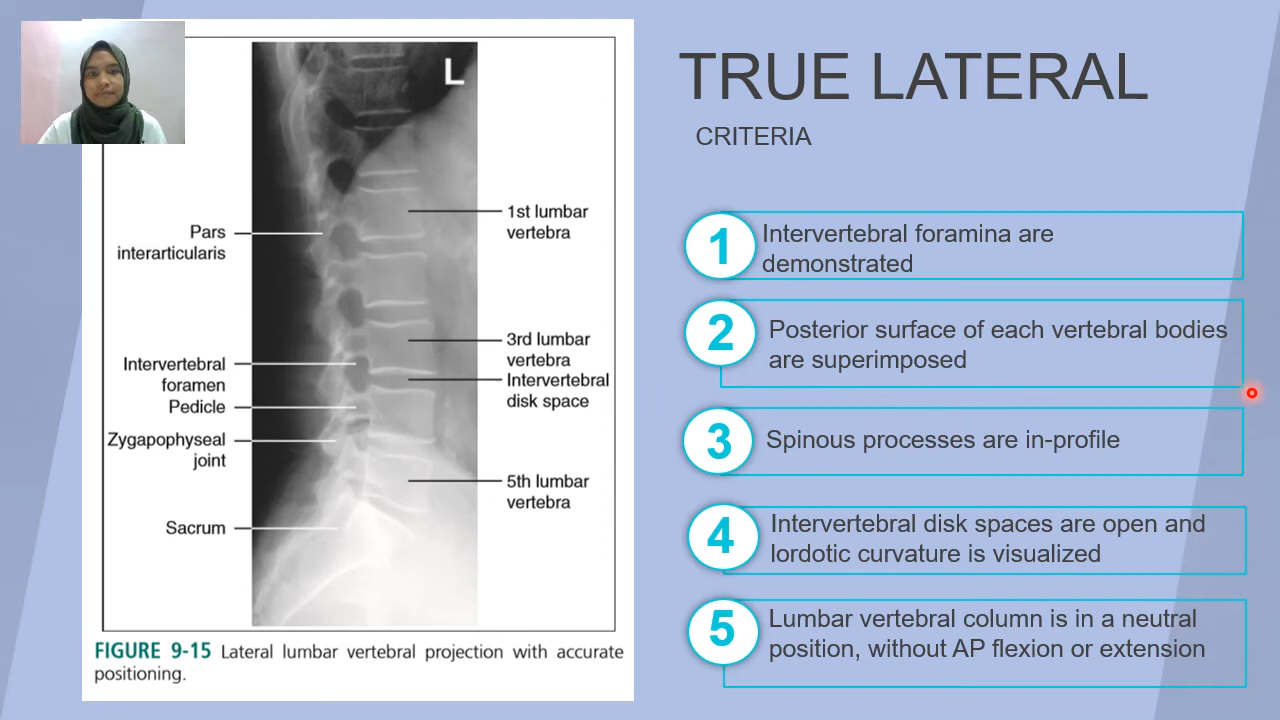 L
Pars
interarticularis
Intervertebral
foramen
Pedicle
Zygapophyseal
joint
Sacrum
1st lumbar
vertebra
3rd lumbar
vertebra
Intervertebral
disk space
5th lumbar
vertebra
FIGURE 9-15 Lateral lumbar vertebral projection with accurate
positioning.
TRUE LATERAL
CRITERIA
1
Intervertebral foramina are
demonstrated
2
Posterior surface of each vertebral bodies
are superimposed
3
Spinous processes are in-profile
4
Intervertebral disk spaces are open and
lordotic curvature is visualized
5
Lumbar vertebral column is in a neutral
position, without AP flexion or extension